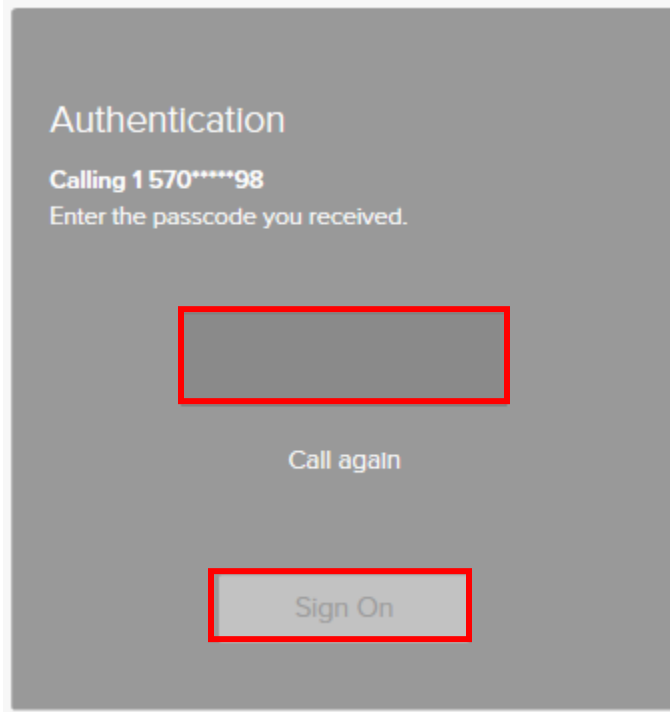 Authentication
Calling 1 570*****98
Enter the passcode you received.
Call again
Sign On